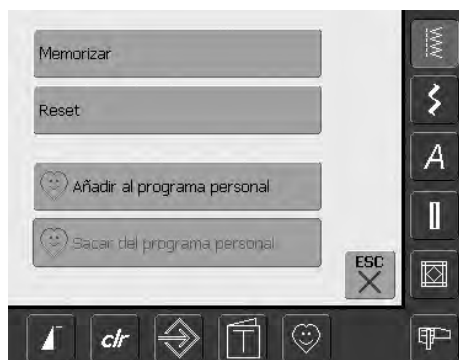 Memorizar
Reset
Añadir al programa personal
Sacar del programa personal
ESC
A
clr
T